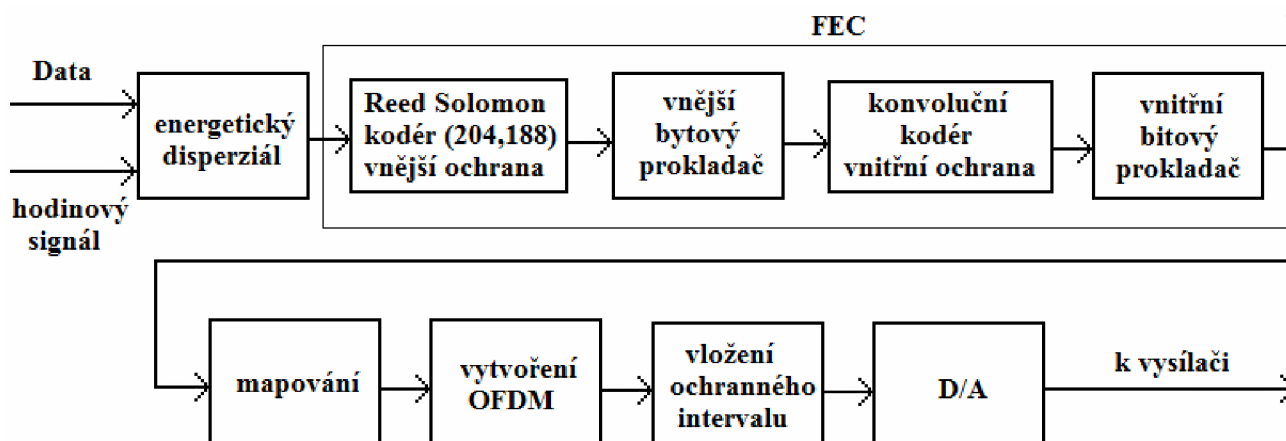 FEC
Data
energetický
disperziál
hodinový
signál
Reed Solomon
kodér (204,188)
vnější ochrana
vnější
bytový
prokladač
konvoluční
kodér
vnitřní ochrana
vnitřní
bitový
prokladač
mapování
vytvoření
OFDM
vložení
ochranného
intervalu
D/A
k vysílači